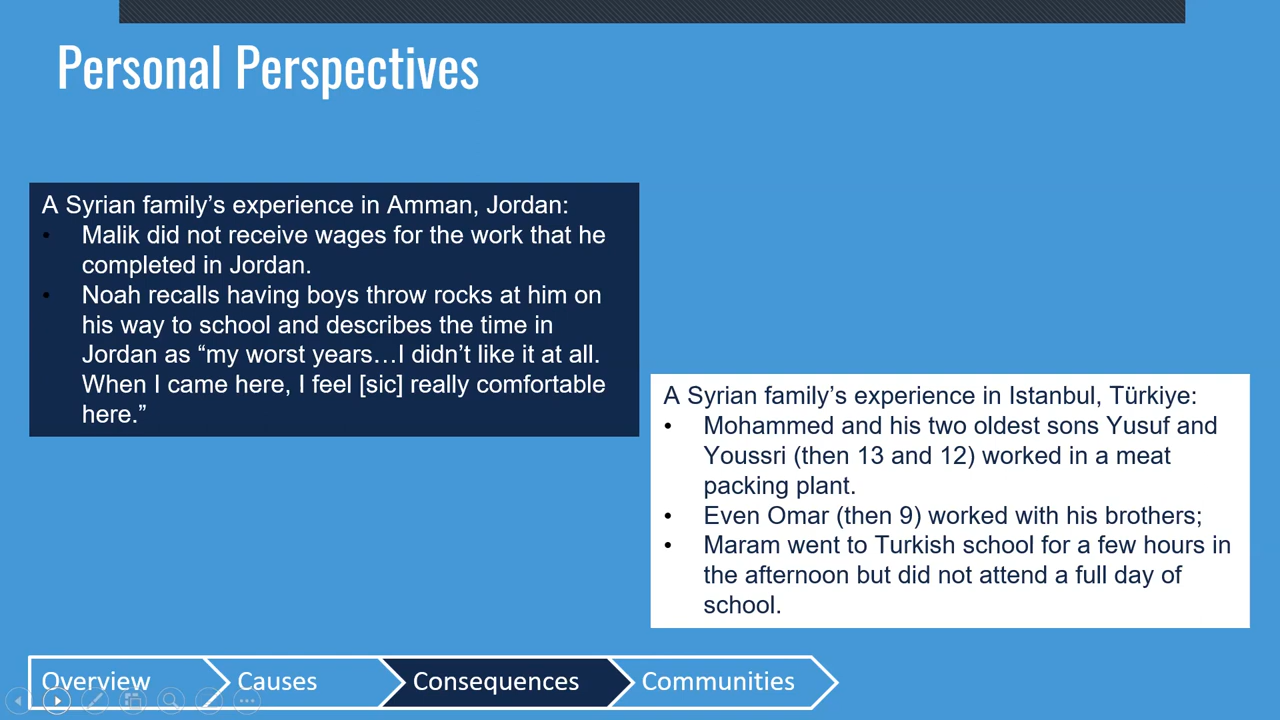 Personal Perspectives
A Syrian family’s experience in Amman, Jordan:
• Malik did not receive wages for the work that he
completed in Jordan.
• Noah recalls having boys throw rocks at him on
his way to school and describes the time in
Jordan as “my worst years…I didn’t like it at all.
When I came here, I feel [sic] really comfortable
here.”
A Syrian family’s experience in Istanbul, Türkiye:
• Mohammed and his two oldest sons Yusuf and
Youssri (then 13 and 12) worked in a meat
packing plant.
• Even Omar (then 9) worked with his brothers;
• Maram went to Turkish school for a few hours in
the afternoon but did not attend a full day of
school.
Overview
Causes
Consequences
Communities